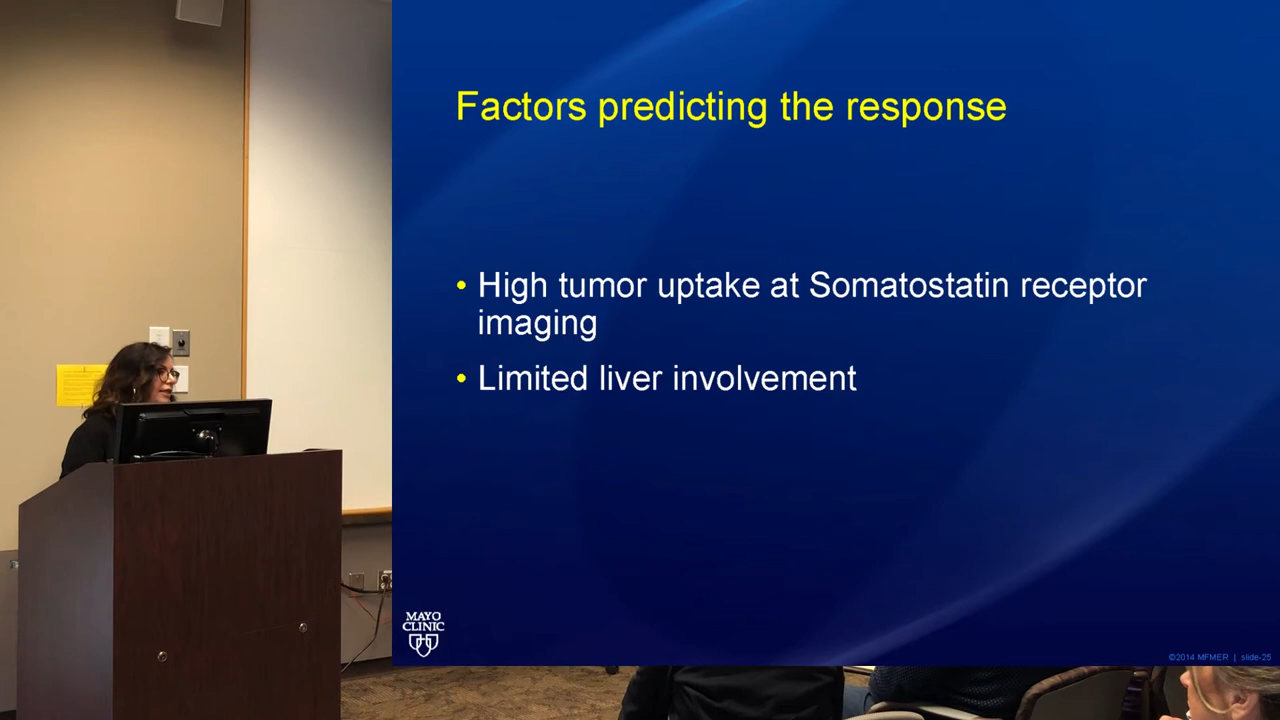 Factors predicting the response
• High tumor uptake at Somatostatin receptor
imaging
• Limited liver involvement
MAYO
CLINIC
©2014 MFMER | slide-25